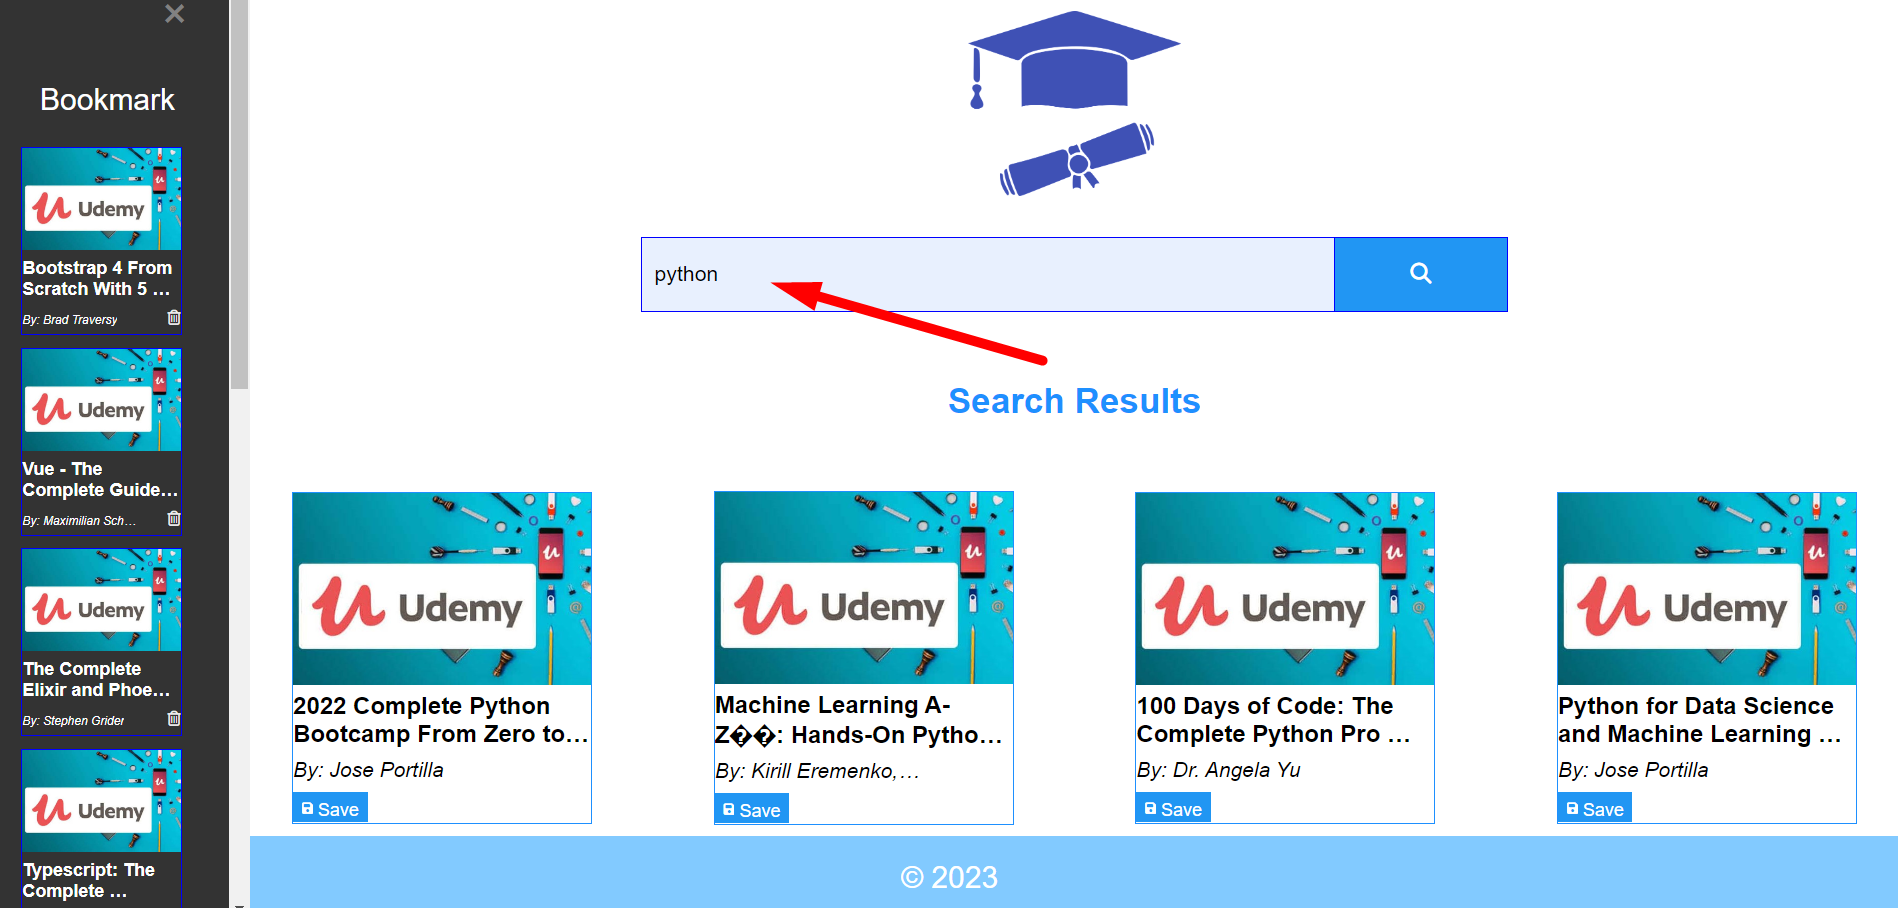 Bookmark
Udemy
Bootstrap 4 From
Scratch With 5 ...
By: Brad Traversy
Udemy
Vue - The
Complete Guide...
By: Maximilian Sch...
Udemy
The Complete
Elixir and Phoe...
By: Stephen Grider
Udemy
Typescript: The
Complete ...
python
Search Results
Udemy
2022 Complete Python
Bootcamp From Zero to...
By: Jose Portilla
Save
Udemy
Machine Learning A-
Z��: Hands-On Pytho...
By: Kirill Eremenko,...
Save
Udemy
100 Days of Code: The
Complete Python Pro ...
By: Dr. Angela Yu
Save
Udemy
Python for Data Science
and Machine Learning ...
By: Jose Portilla
Save
© 2023